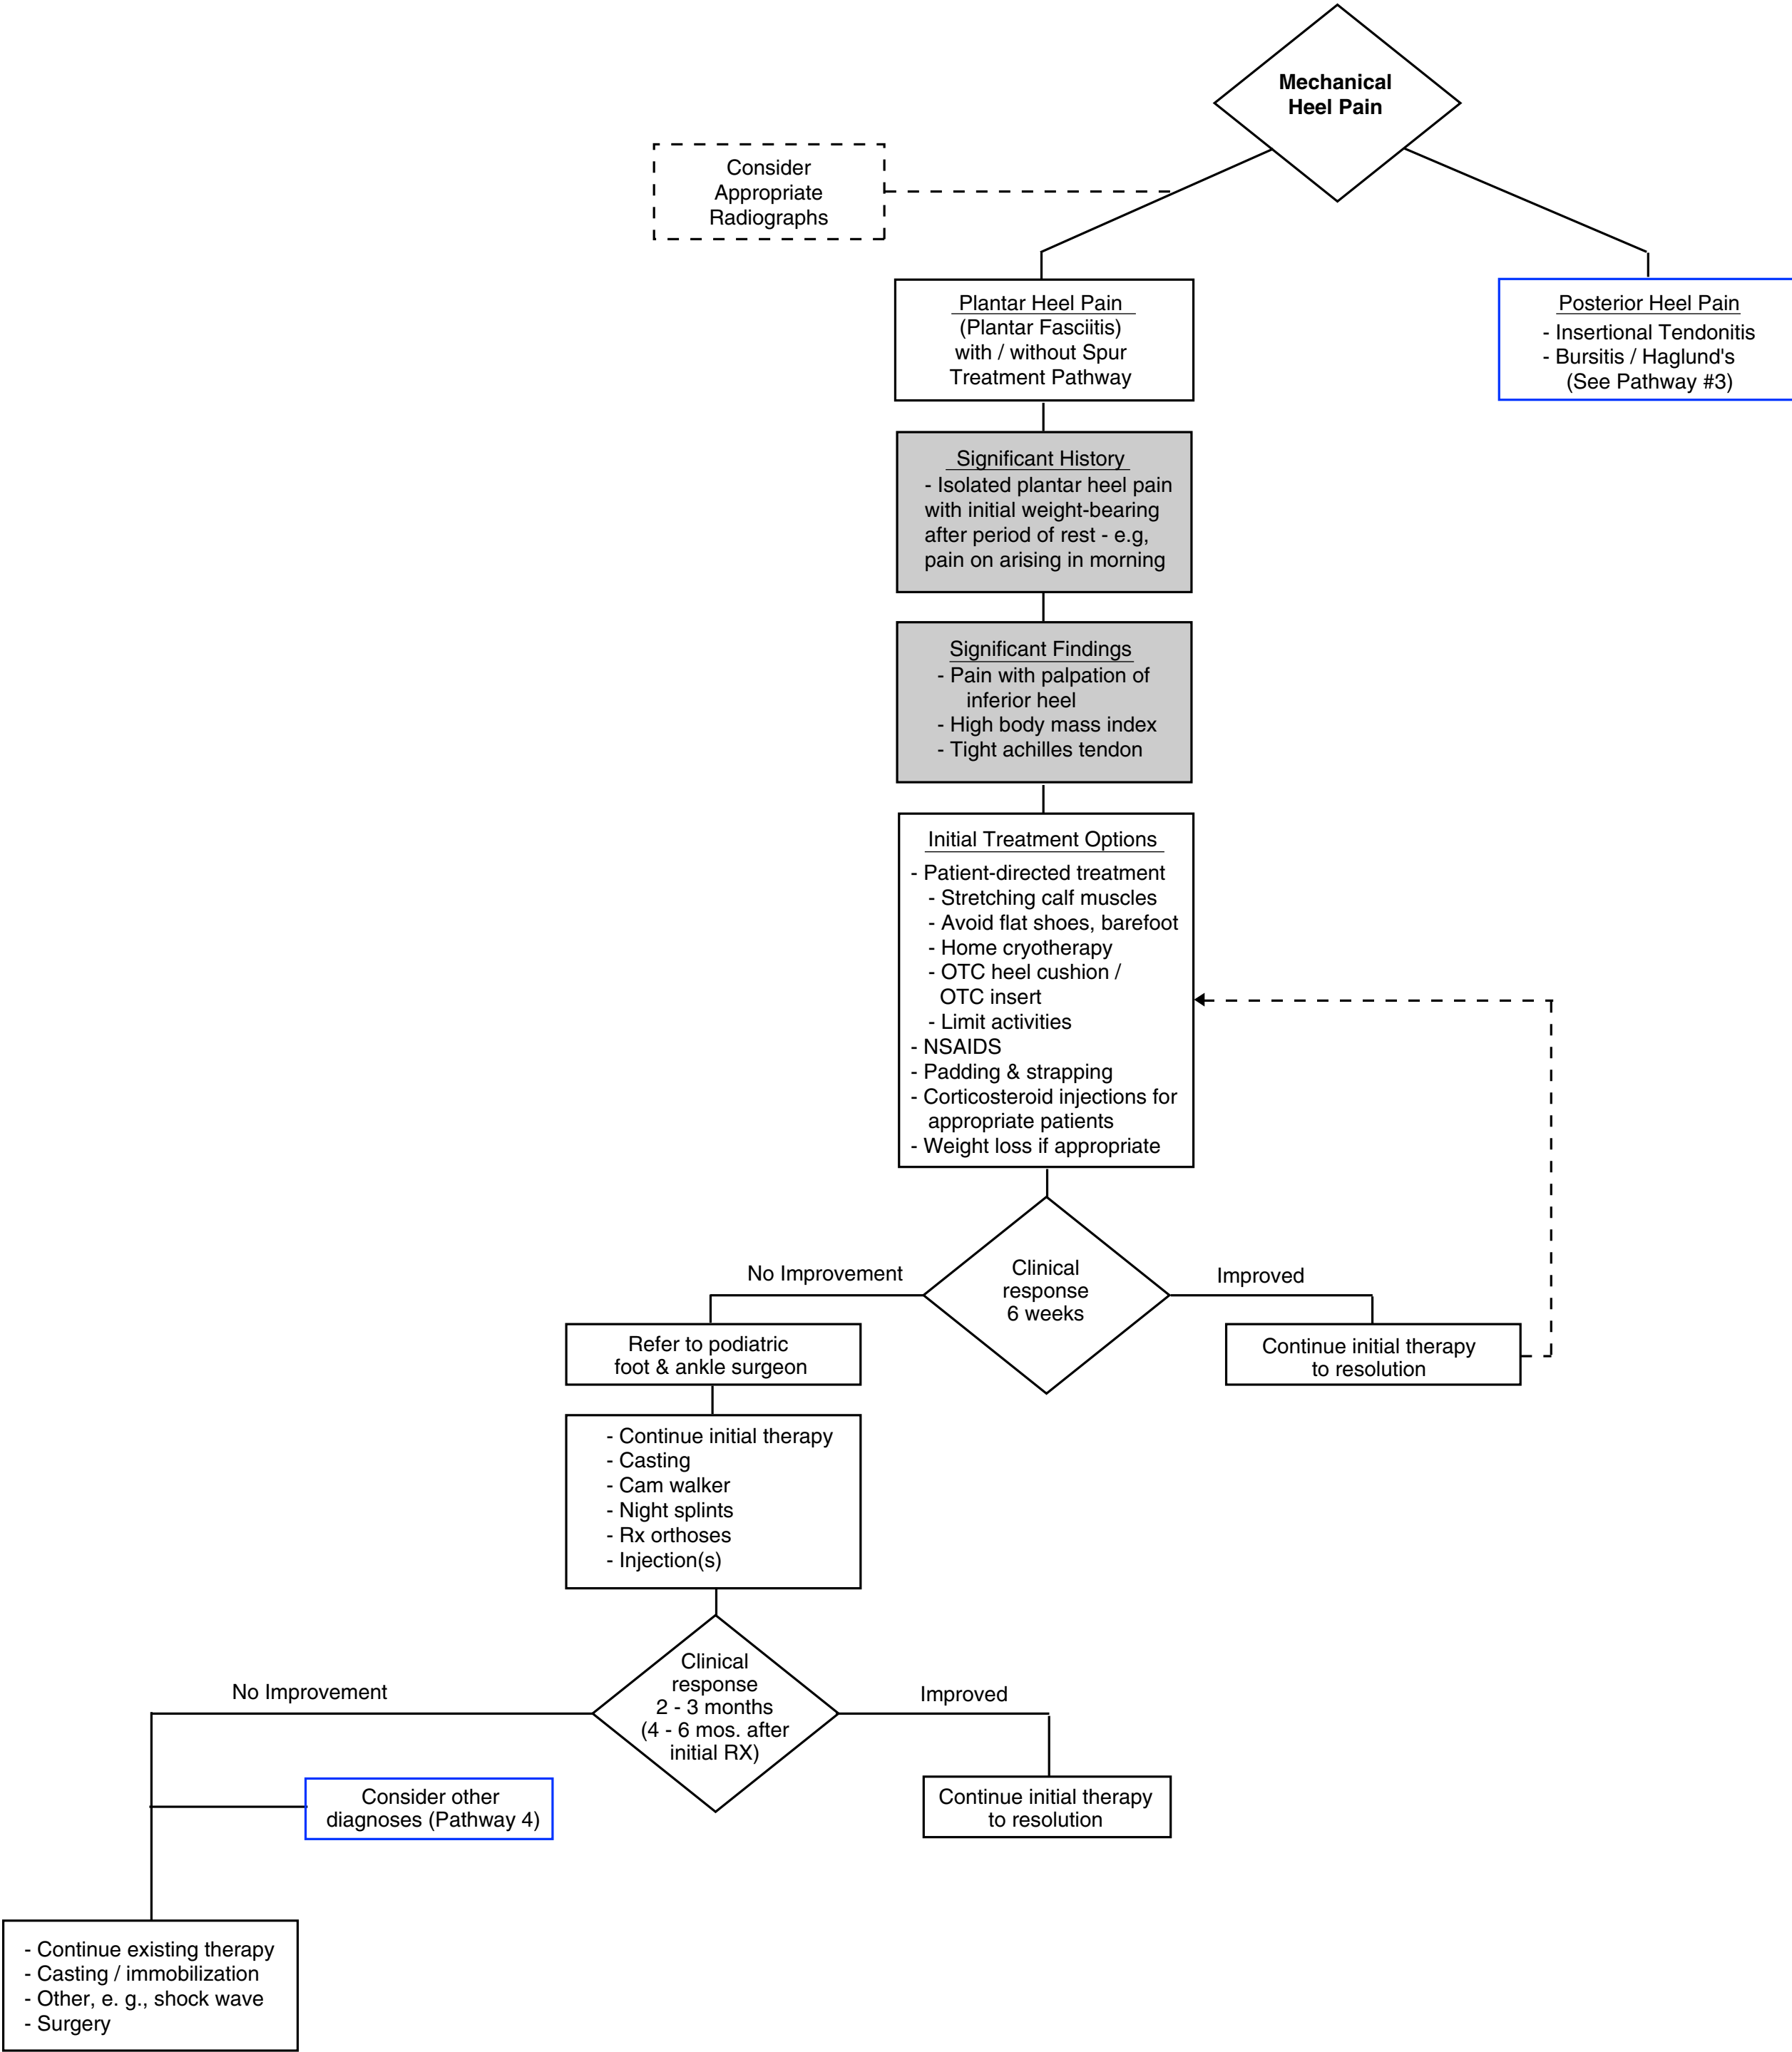 Mechanical
Heel Pain
Consider
Appropriate
Radiographs
Plantar Heel Pain
(Plantar Fasciitis)
with / without Spur
Treatment Pathway
Posterior Heel Pain
- Insertional Tendonitis
- Bursitis / Haglund's
(See Pathway #3)
Significant History
- Isolated plantar heel pain
with initial weight-bearing
after period of rest - e.g,
pain on arising in morning
Significant Findings
- Pain with palpation of
inferior heel
- High body mass index
- Tight achilles tendon
Initial Treatment Options
- Patient-directed treatment
- Stretching calf muscles
- Avoid flat shoes, barefoot
- Home cryotherapy
- OTC heel cushion /
OTC insert
- Limit activities
- NSAIDS
- Padding & strapping
- Corticosteroid injections for
appropriate patients
- Weight loss if appropriate
No Improvement
Clinical
response
6 weeks
Improved
Refer to podiatric
foot & ankle surgeon
Continue initial therapy
to resolution
- Continue initial therapy
- Casting
- Cam walker
- Night splints
- Rx orthoses
- Injection(s)
No Improvement
Clinical
response
2 - 3 months
(4 - 6 mos. after
initial RX)
Improved
Consider other
diagnoses (Pathway 4)
Continue initial therapy
to resolution
- Continue existing therapy
- Casting / immobilization
- Other, e. g., shock wave
- Surgery